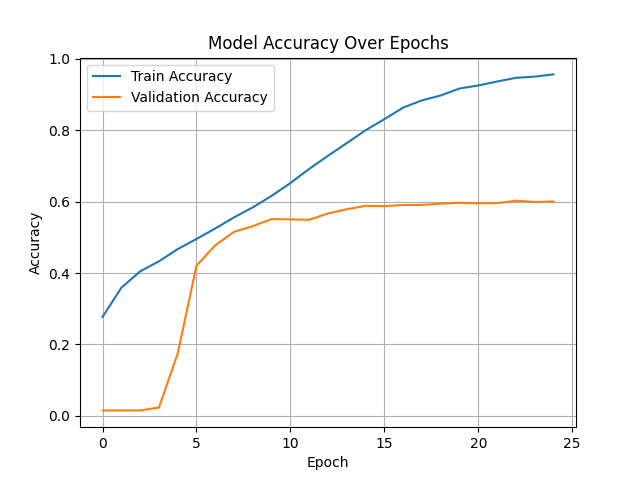 Model Accuracy Over Epochs
Train Accuracy
Validation Accuracy
1.0
0.8
0.6
0.4
0.2
0.0
Accuracy
0 5 10 15 20 25
Epoch